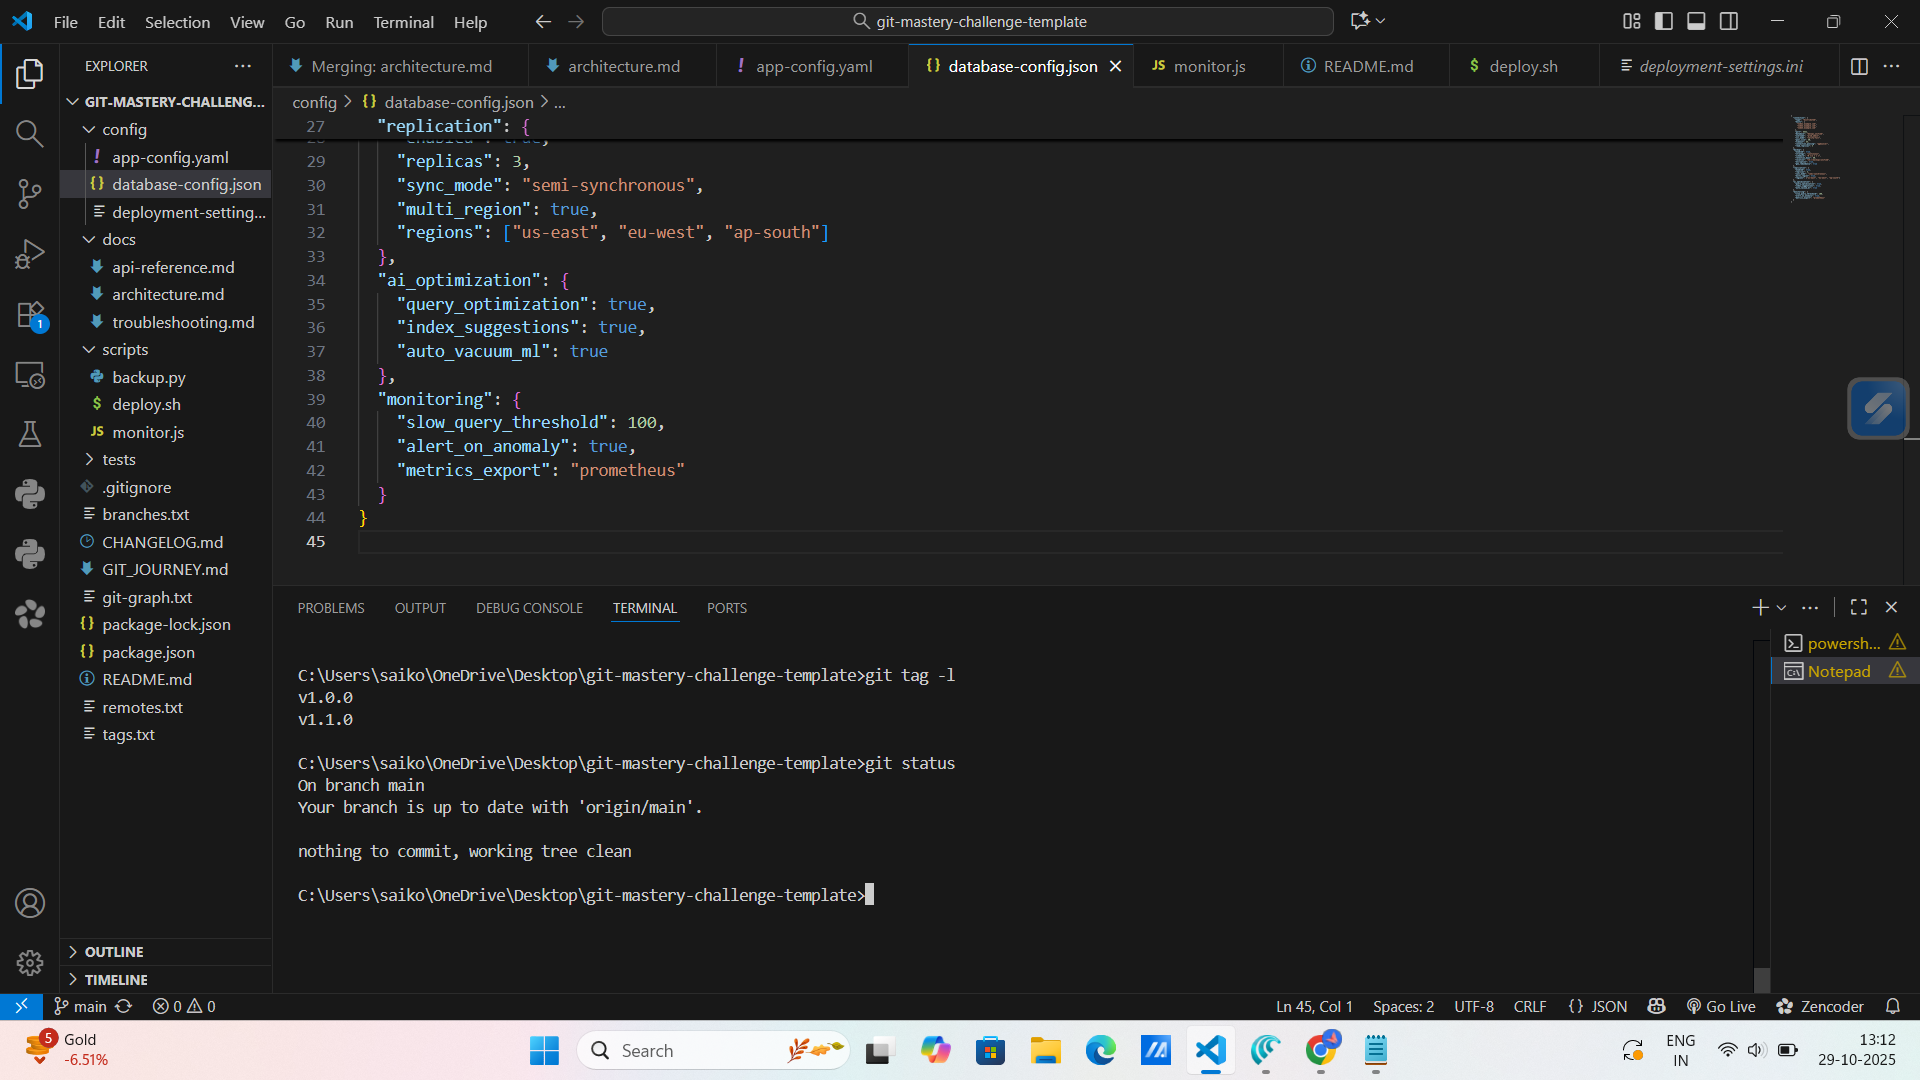 File Edit Selection View Go Run Terminal Help
git-mastery-challenge-template
EXPLORER
GIT-MASTERY-CHALLENG...
config
app-config.yaml
database-config.json
deployment-setting...
docs
api-reference.md
architecture.md
troubleshooting.md
scripts
backup.py
deploy.sh
monitor.js
tests
.gitignore
branches.txt
CHANGELOG.md
GIT_JOURNEY.md
git-graph.txt
package-lock.json
package.json
README.md
remotes.txt
tags.txt
OUTLINE
TIMELINE
1
Merging: architecture.md
architecture.md
! app-config.yaml
{} database-config.json
JS monitor.js
README.md
$ deploy.sh
deployment-settings.ini
config > {} database-config.json > ...
27 "replication": {
28 "enabled": true,
29 "replicas": 3,
30 "sync_mode": "semi-synchronous",
31 "multi_region": true,
32 "regions": ["us-east", "eu-west", "ap-south"]
33 },
34 "ai_optimization": {
35 "query_optimization": true,
36 "index_suggestions": true,
37 "auto_vacuum_ml": true
38 },
39 "monitoring": {
40 "slow_query_threshold": 100,
41 "alert_on_anomaly": true,
42 "metrics_export": "prometheus"
43 }
44 }
45
PROBLEMS OUTPUT DEBUG CONSOLE TERMINAL PORTS
powersh...
Notepad
C:\Users\saiko\OneDrive\Desktop\git-mastery-challenge-template>git tag -l
v1.0.0
v1.1.0
C:\Users\saiko\OneDrive\Desktop\git-mastery-challenge-template>git status
On branch main
Your branch is up to date with 'origin/main'.
nothing to commit, working tree clean
C:\Users\saiko\OneDrive\Desktop\git-mastery-challenge-template>
main 0 0
Ln 45, Col 1 Spaces: 2 UTF-8 CRLF {} JSON Go Live Zencoder
5
Gold
-6.51%
Search
ENG
IN
13:12
29-10-2025